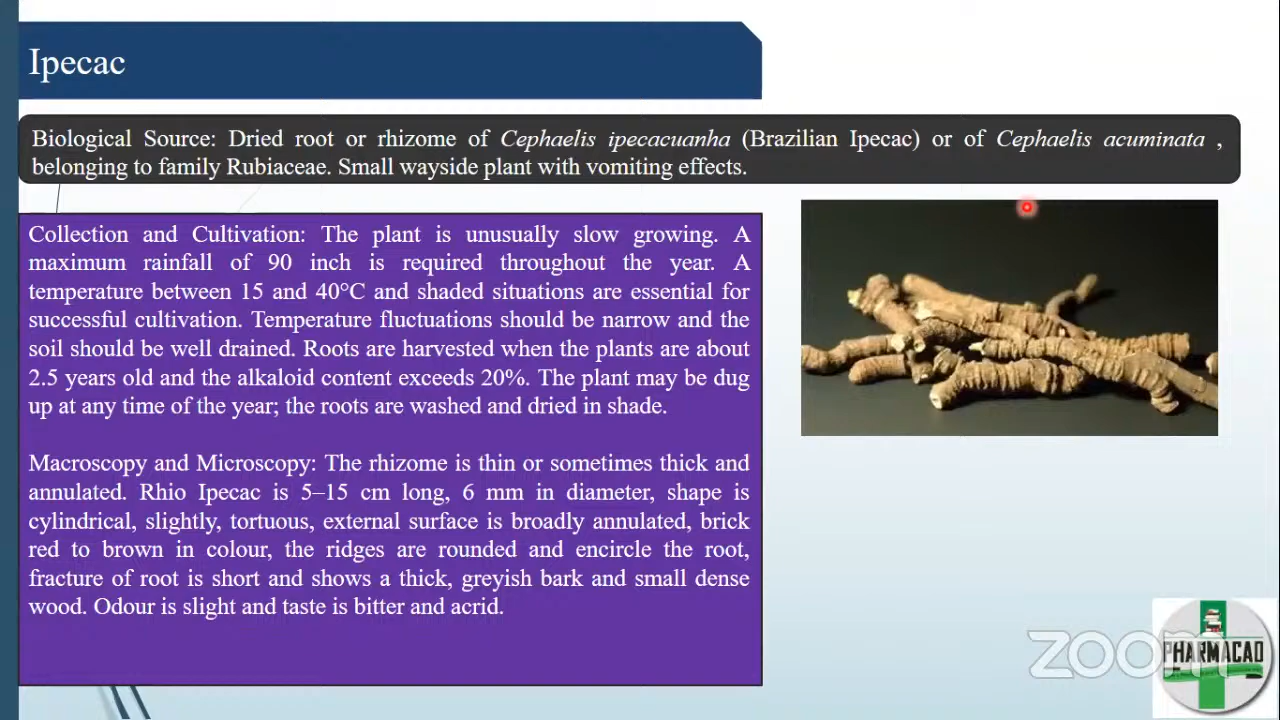 Ipecac
Biological Source: Dried root or rhizome of Cephaelis ipecacuanha (Brazilian Ipecac) or of Cephaelis acuminata ,
belonging to family Rubiaceae. Small wayside plant with vomiting effects.
Collection and Cultivation: The plant is unusually slow growing. A
maximum rainfall of 90 inch is required throughout the year. A
temperature between 15 and 40°C and shaded situations are essential for
successful cultivation. Temperature fluctuations should be narrow and the
soil should be well drained. Roots are harvested when the plants are about
2.5 years old and the alkaloid content exceeds 20%. The plant may be dug
up at any time of the year; the roots are washed and dried in shade.
Macroscopy and Microscopy: The rhizome is thin or sometimes thick and
annulated. Rhio Ipecac is 5–15 cm long, 6 mm in diameter, shape is
cylindrical, slightly, tortuous, external surface is broadly annulated, brick
red to brown in colour, the ridges are rounded and encircle the root,
fracture of root is short and shows a thick, greyish bark and small dense
wood. Odour is slight and taste is bitter and acrid.
zoom
PHARMACAD